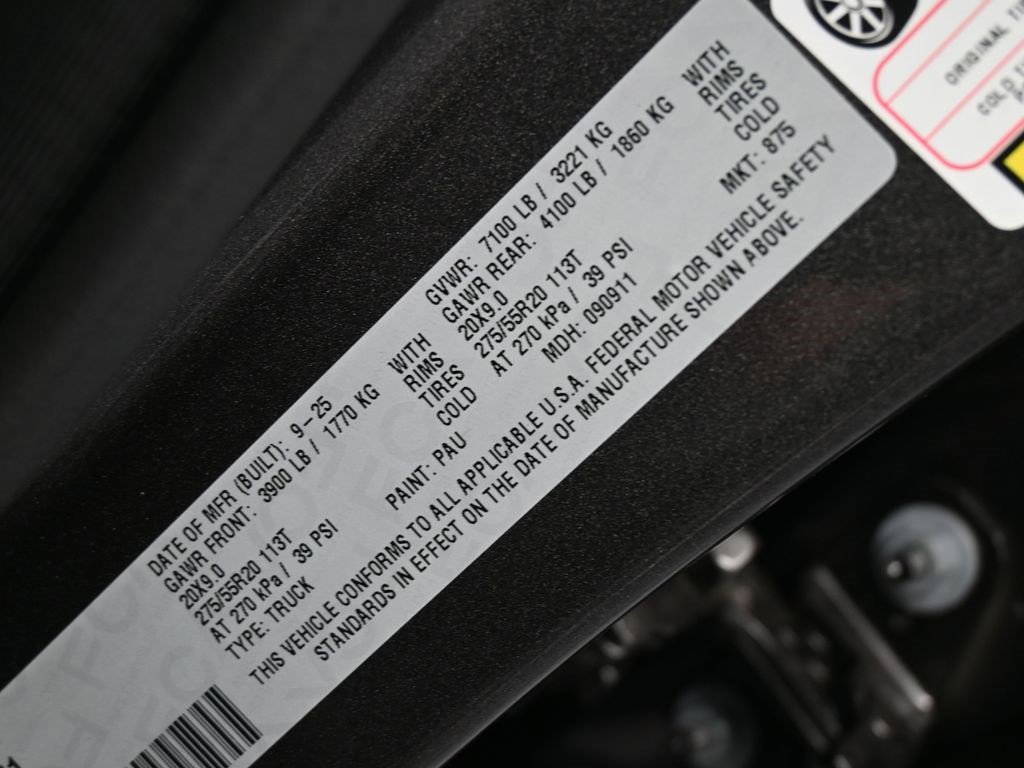 DATE OF MFR (BUILT): 9-25 GVWR: 7100 LB / 3221 KG
GAWR FRONT: 3900 LB / 1770 KG WITH GAWR REAR: 4100 LB / 1860 KG WITH
20X9.0 RIMS 20X9.0 RIMS
275/55R20 113T TIRES 275/55R20 113T TIRES
AT 270 kPa / 39 PSI COLD AT 270 kPa / 39 PSI COLD
TYPE: TRUCK PAINT: PAU MDH: 090911 MKT: 875
THIS VEHICLE CONFORMS TO ALL APPLICABLE U.S.A. FEDERAL MOTOR VEHICLE SAFETY
STANDARDS IN EFFECT ON THE DATE OF MANUFACTURE SHOWN ABOVE.
ORIGINAL
COLD